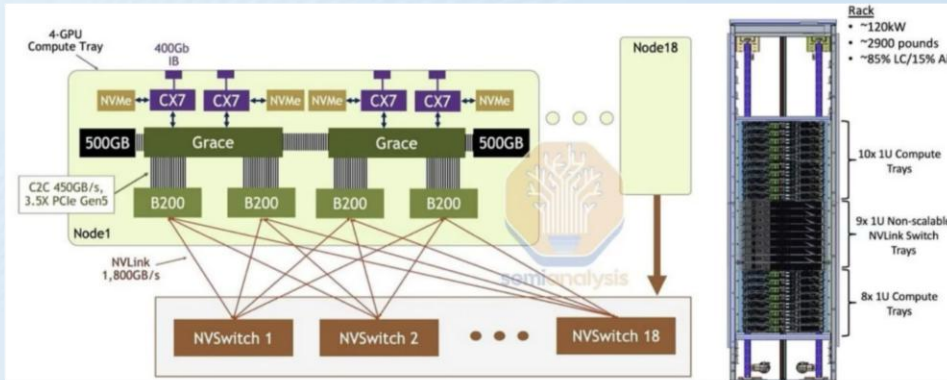 4-GPU
Compute Tray
400Gb
IB
NVMe
CX7
CX7
NVMe
NVMe
CX7
CX7
NVMe
500GB
Grace
Grace
500GB
C2C 450GB/s,
3.5X PCIe Gen5
B200
B200
B200
B200
Node1
NVLink
1,800GB/s
Node18
semianalysis
NVSwitch 1
NVSwitch 2
NVSwitch 18
Rack
• ~120kW
• ~2900 pounds
• ~85% LC/15% A
10x 1U Compute
Trays
9x 1U Non-scalable
NVLink Switch
Trays
8x 1U Compute
Trays